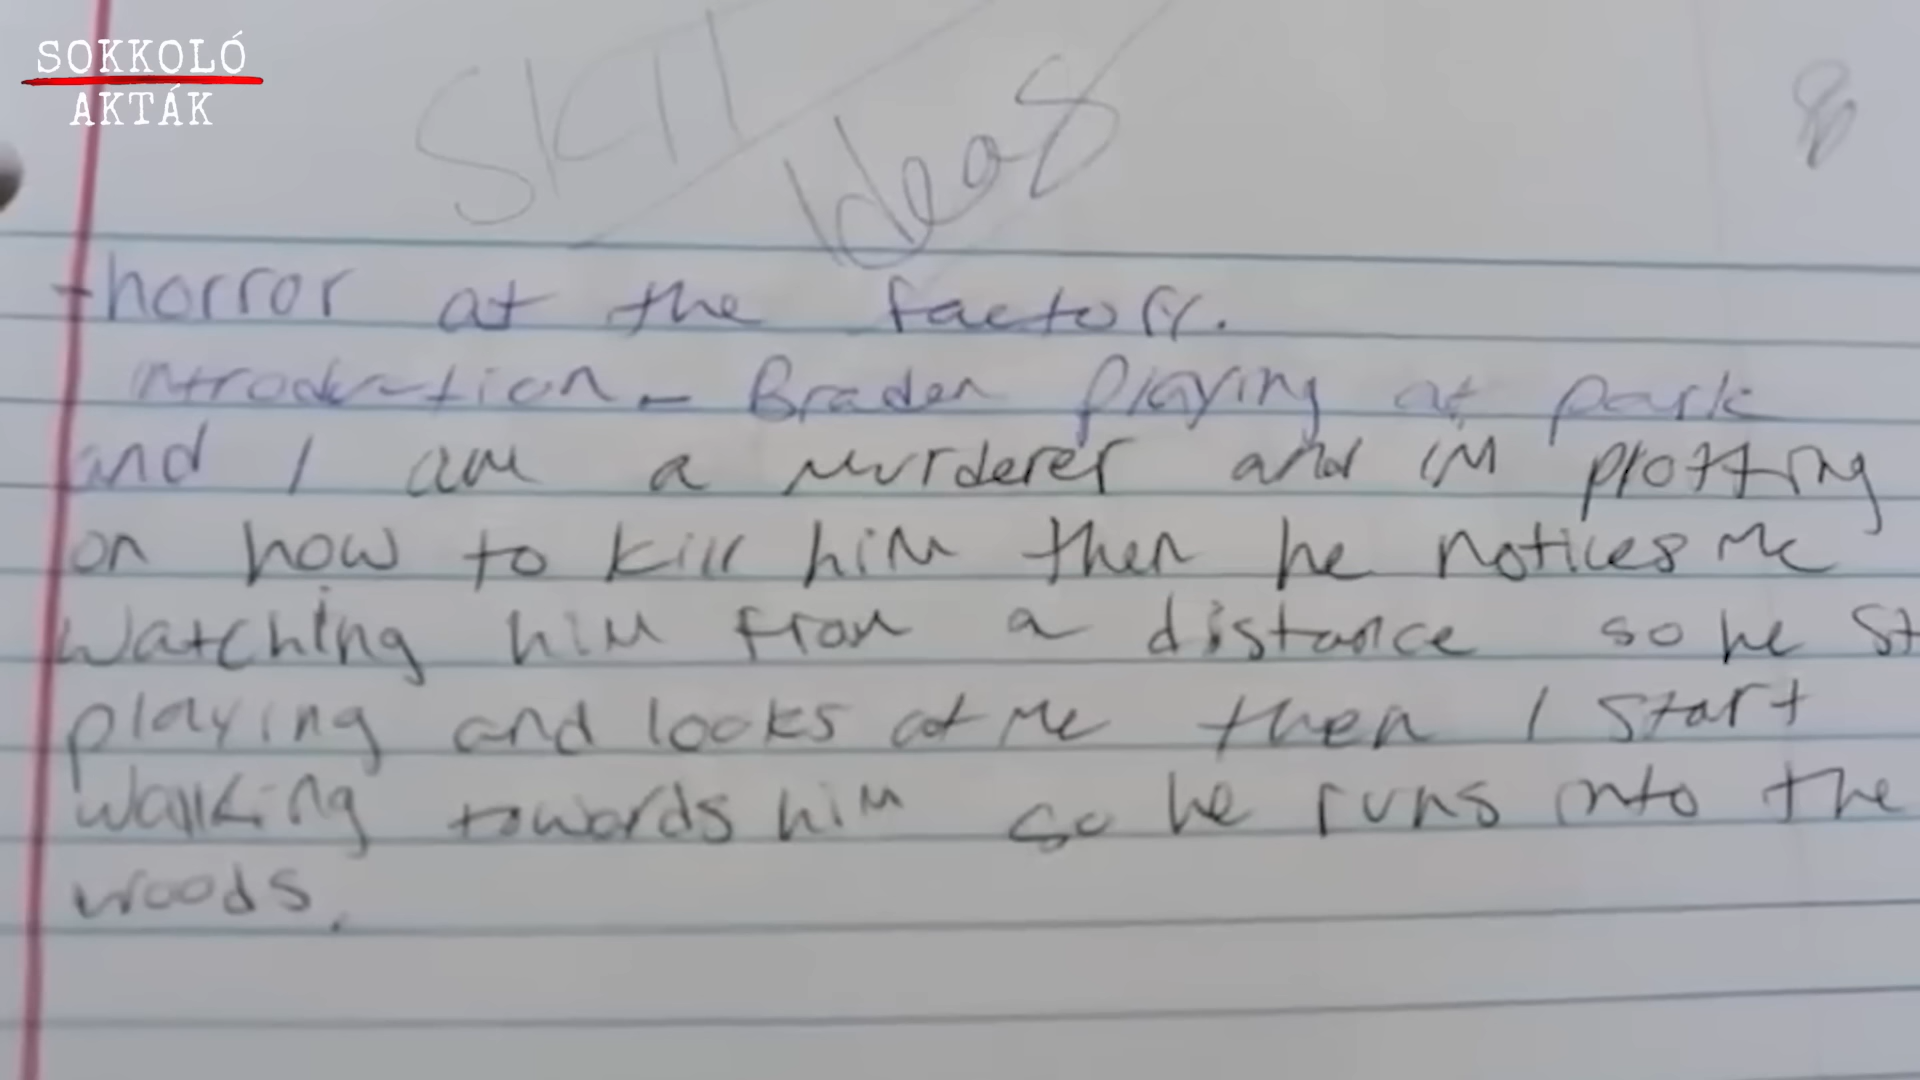 SOKKOLÓ
AKTÁK
SKIT
Ideas
-horror at the factory.
introduction - Braden playing at park
and I am a murderer and im plotting
on how to kill him then he notices me
watching him from a distance so he st
playing and looks at me then I start
walking towards him so he runs into the
woods.